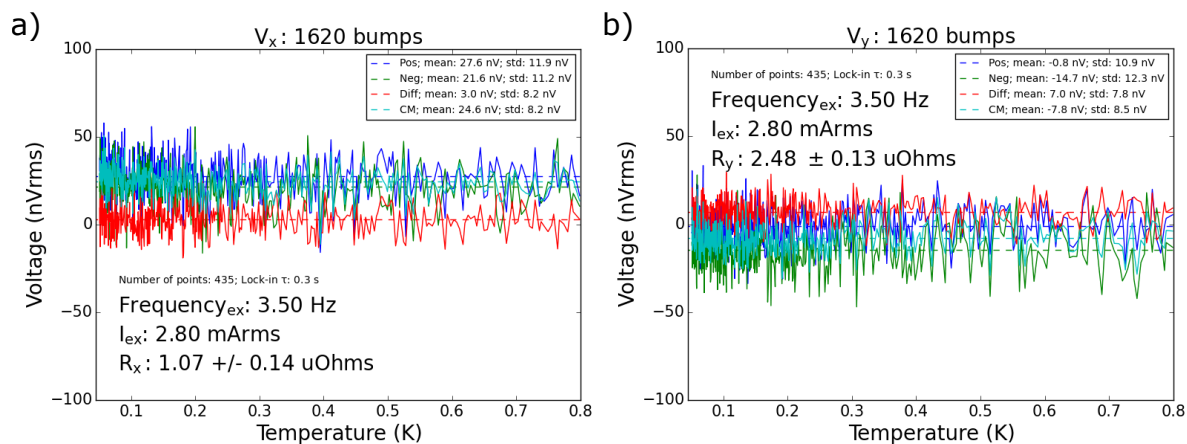 a)
Vₓ: 1620 bumps
Pos; mean: 27.6 nV; std: 11.9 nV
Neg; mean: 21.6 nV; std: 11.2 nV
Diff; mean: 3.0 nV; std: 8.2 nV
CM; mean: 24.6 nV; std: 8.2 nV
Number of points: 435; Lock-in τ: 0.3 s
Frequencyₑₓ: 3.50 Hz
Iₑₓ: 2.80 mArms
Rₓ: 1.07 +/- 0.14 uOhms
100
50
0
−50
−100
Voltage (nVrms)
0.1 0.2 0.3 0.4 0.5 0.6 0.7 0.8
Temperature (K)
b)
V_y: 1620 bumps
Pos; mean: -0.8 nV; std: 10.9 nV
Neg; mean: -14.7 nV; std: 12.3 nV
Diff; mean: 7.0 nV; std: 7.8 nV
CM; mean: -7.8 nV; std: 8.5 nV
Number of points: 435; Lock-in τ: 0.3 s
Frequencyₑₓ: 3.50 Hz
Iₑₓ: 2.80 mArms
R_y : 2.48 ± 0.13 uOhms
100
50
0
−50
−100
Voltage (nVrms)
0.1 0.2 0.3 0.4 0.5 0.6 0.7 0.8
Temperature (K)